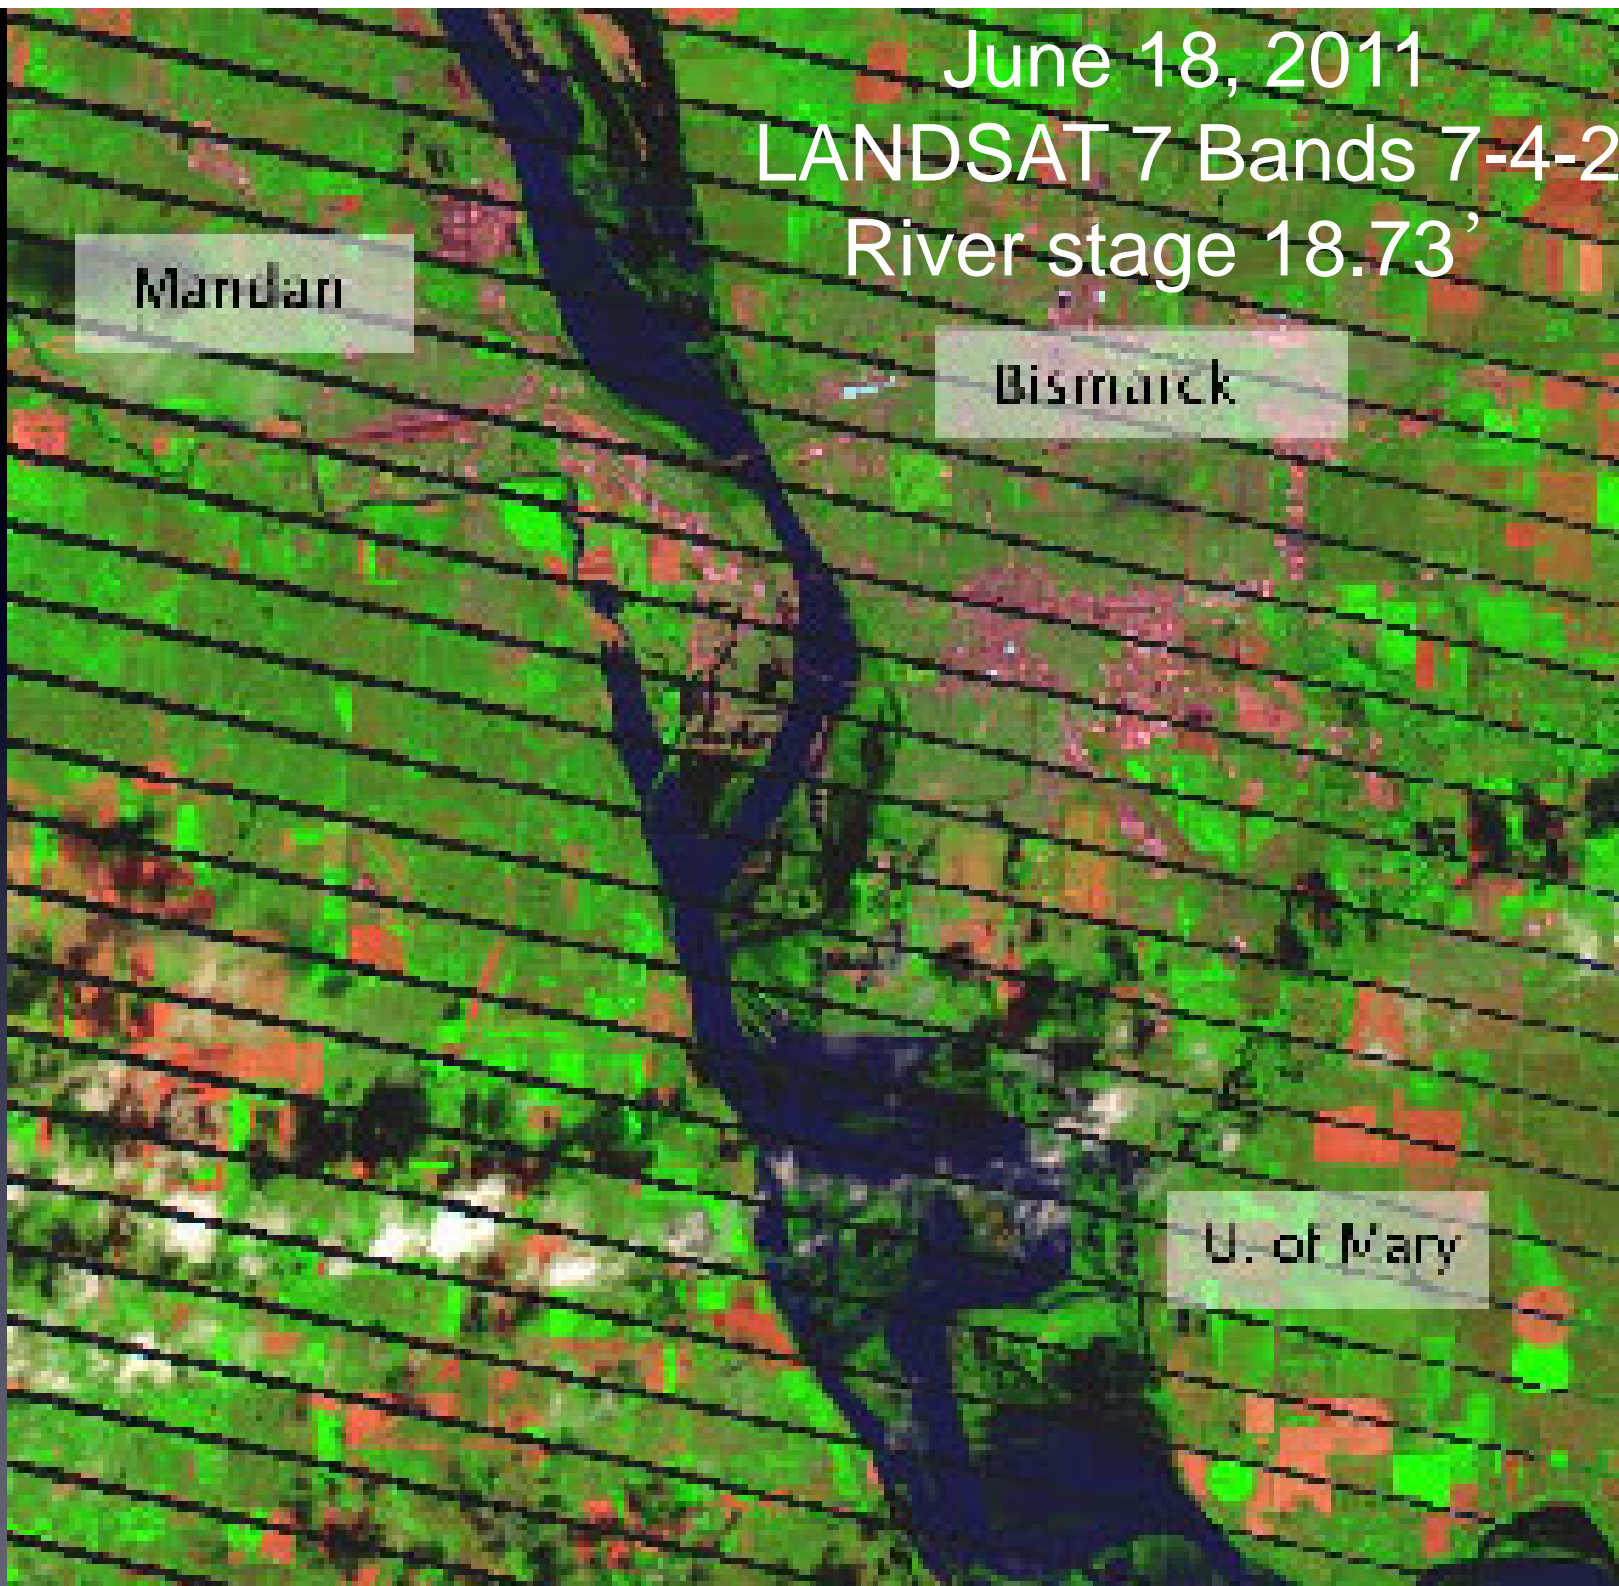 June 18, 2011
LANDSAT 7 Bands 7-4-2
River stage 18.73’
Mandan
Bismarck
U. of Mary